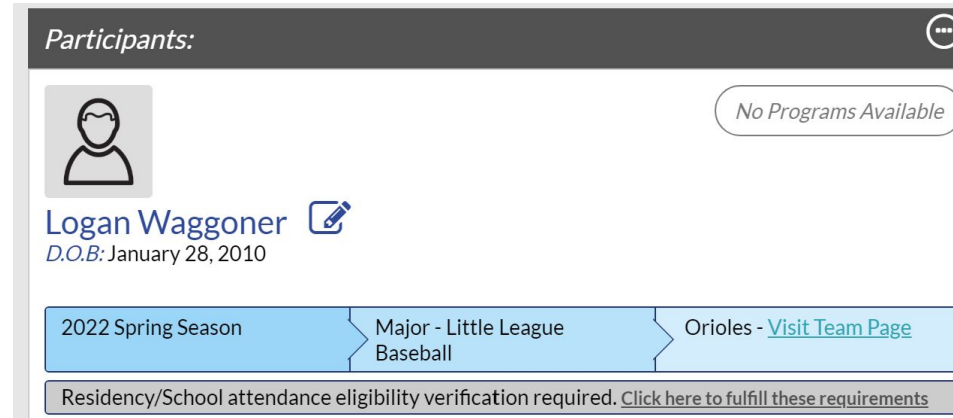 Participants:
No Programs Available
Logan Waggoner
D.O.B: January 28, 2010
2022 Spring Season
Major - Little League
Baseball
Orioles - Visit Team Page
Residency/School attendance eligibility verification required. Click here to fulfill these requirements